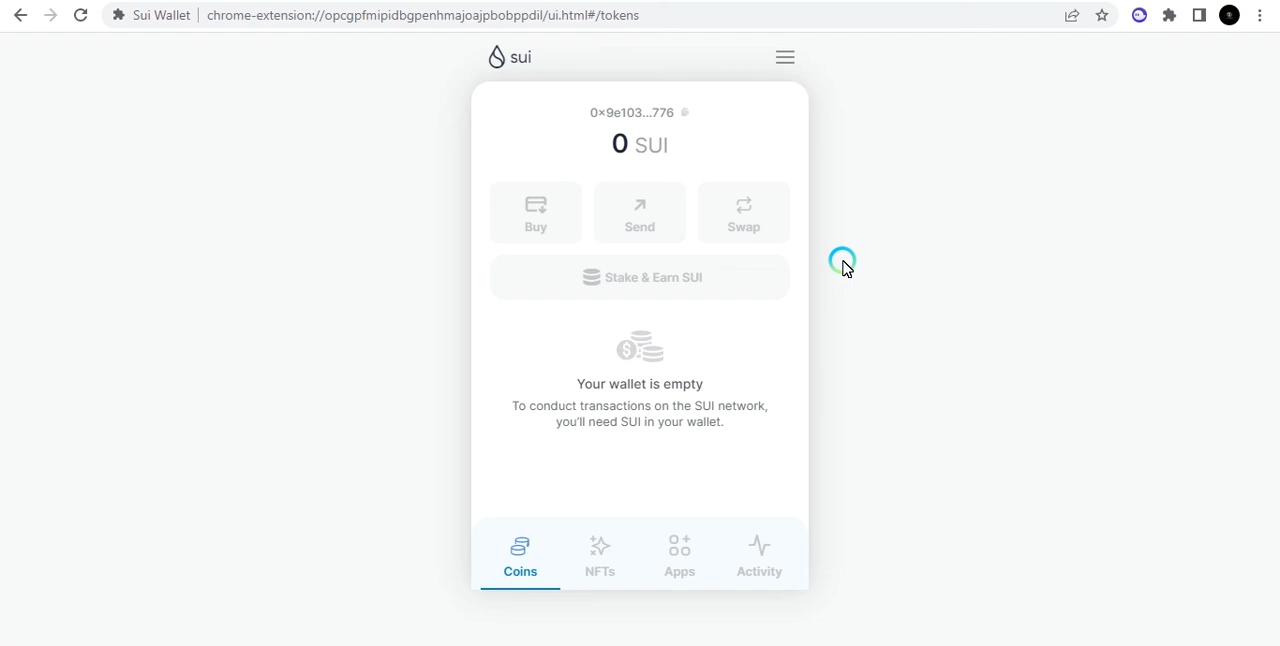 Sui Wallet chrome-extension://opcgpfmipidbgpenhmajoajpbobppdil/ui.html#/tokens
sui
0×9e103...776
0 SUI
Buy Send Swap
Stake & Earn SUI
Your wallet is empty
To conduct transactions on the SUI network,
you'll need SUI in your wallet.
Coins NFTs Apps Activity